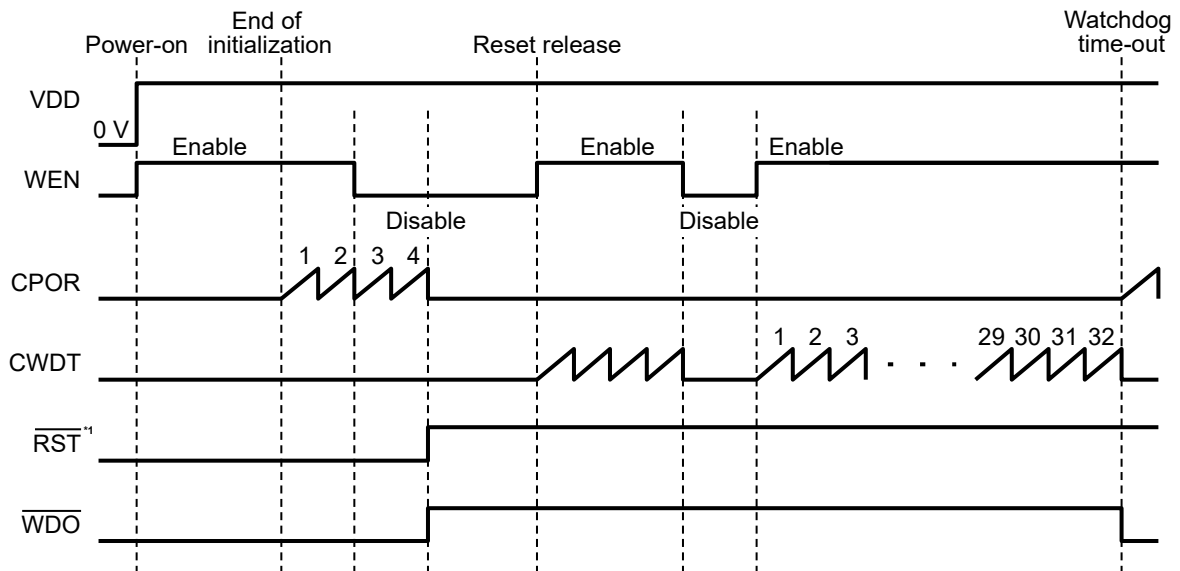 End of
Power-on initialization
Reset release
Watchdog
time-out
VDD
0 V
Enable
Enable
Enable
WEN
Disable
Disable
1 2 3 4
CPOR
1 2 3
29 30 31 32
CWDT
· · ·
RST *1
WDO